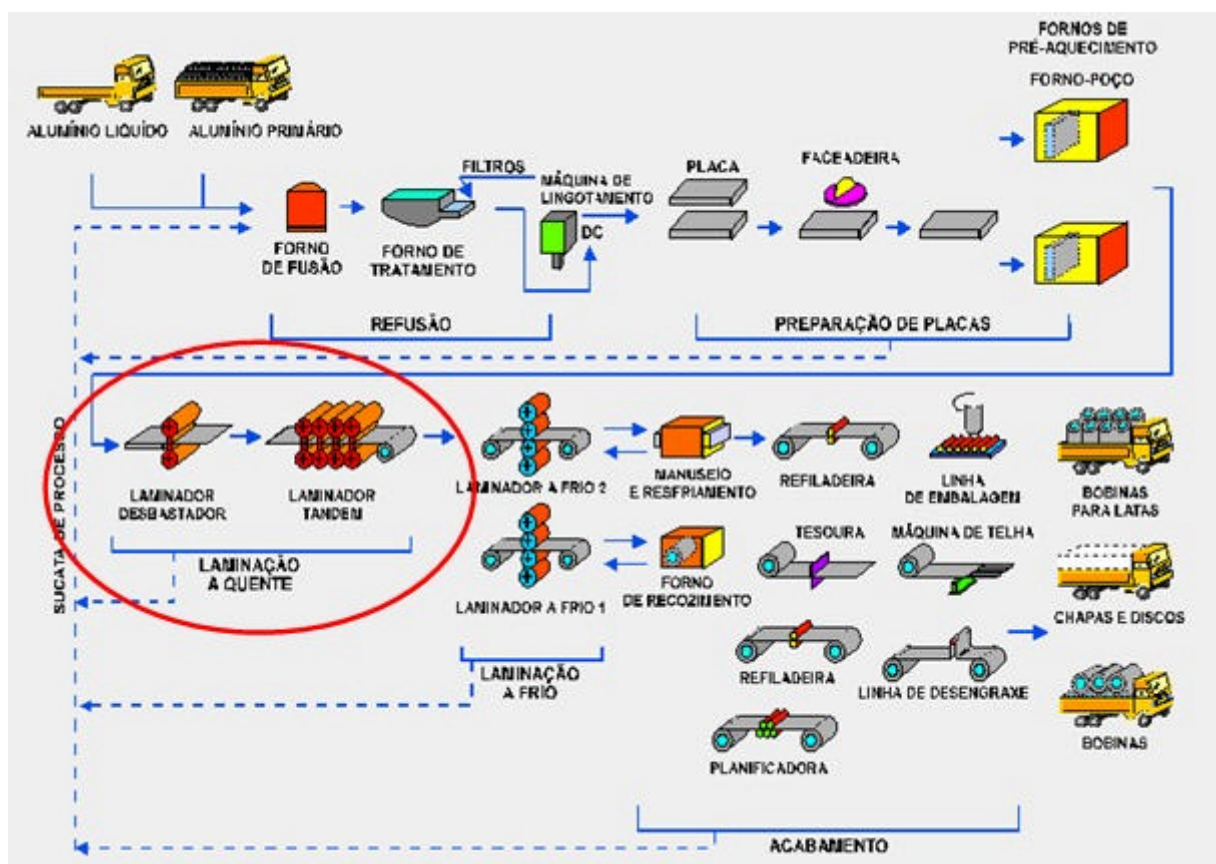 FORNOS DE
PRÉ-AQUECIMENTO
FORNO-POÇO
ALUMÍNIO LIQUÍDO
ALUMÍNIO PRIMÁRIO
FILTROS
MÁQUINA DE
LINGOTAMENTO
PLACA
FACEADEIRA
DC
FORNO
DE FUSÃO
FORNO DE
TRATAMENTO
REFUSÃO
PREPARAÇÃO DE PLACAS
SUCATA DE PROCESSO
LAMINADOR
DESBASTADOR
LAMINADOR
TANDEM
LAMINAÇÃO
A QUENTE
LAMINADOR A FRIO 2
MANUSEIO
E RESFRIAMENTO
REFILADEIRA
LINHA
DE EMBALAGEM
BOBINAS
PARA LATAS
LAMINADOR A FRIO 1
FORNO
DE RECOZIMENTO
TESOURA
MÁQUINA DE TELHA
CHAPAS E DISCOS
LAMINAÇÃO
A FRIO
REFILADEIRA
LINHA DE DESENGRAXE
PLANIFICADORA
BOBINAS
ACABAMENTO